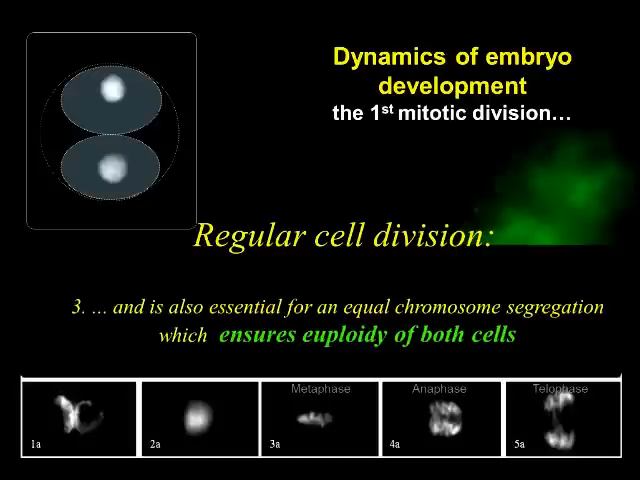 Dynamics of embryo
development
the 1st mitotic division…
Regular cell division:
3. ... and is also essential for an equal chromosome segregation
which ensures euploidy of both cells
Metaphase Anaphase Telophase
1a 2a 3a 4a 5a